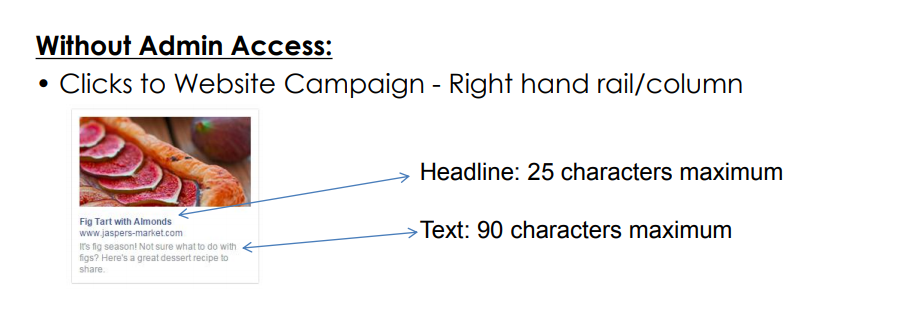 Without Admin Access:
• Clicks to Website Campaign - Right hand rail/column
Headline: 25 characters maximum
Fig Tart with Almonds
www.jaspers-market.com
Text: 90 characters maximum
It's fig season! Not sure what to do with
figs? Here's a great dessert recipe to
share.